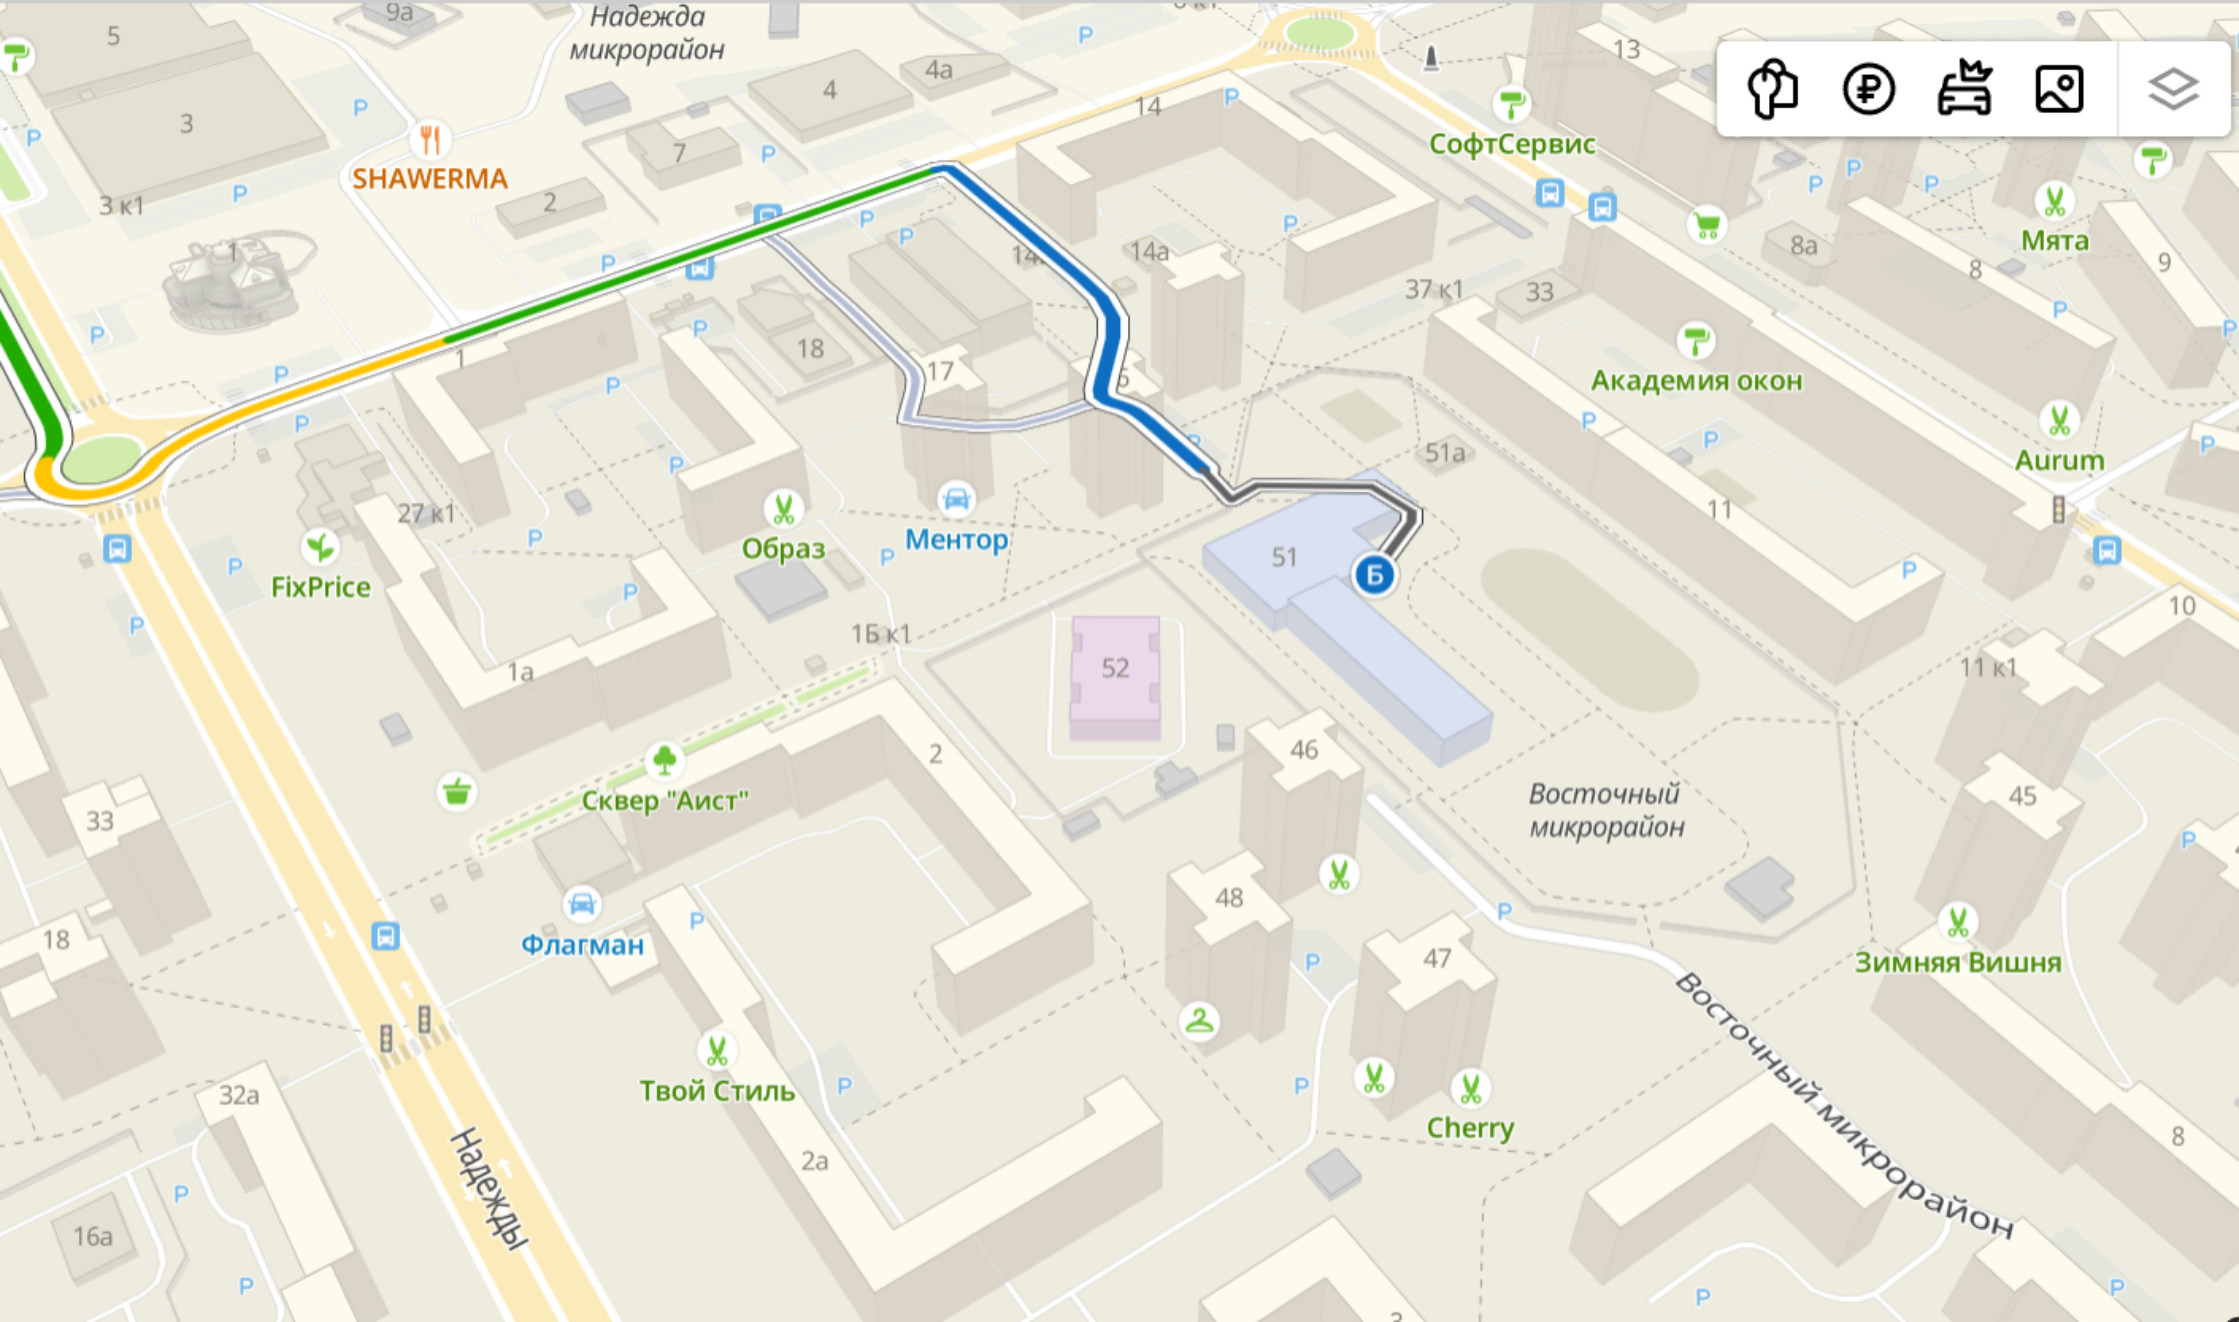 9а
Надежда
микрорайон
5
13
4а
4
14
3
СофтСервис
7
SHAWERMA
2
3 к1
Мята
8а
1
14а
8
9
37 к1
33
18
1
17
Академия окон
51а
Aurum
11
27 к1
Образ
Ментор
51
Б
FixPrice
10
1Б к1
52
11 к1
1а
2
46
Сквер "Аист"
Восточный
микрорайон
45
33
48
18
Флагман
47
Зимняя Вишня
Восточный микрорайон
Твой Стиль
32а
Cherry
8
2а
Надежды
16а